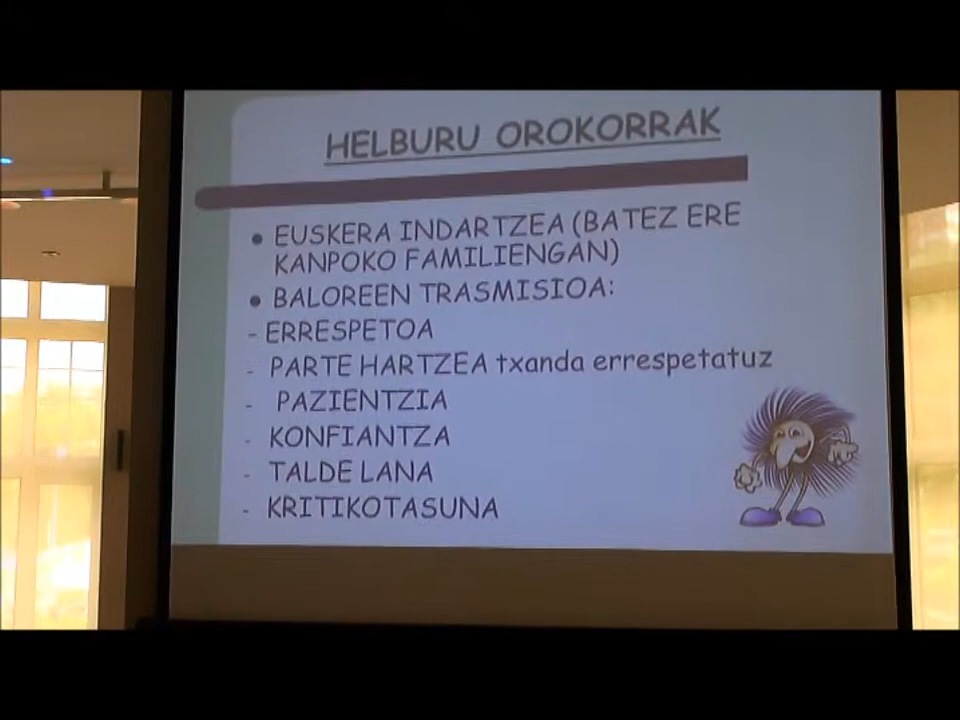 HELBURU OROKORRAK
• EUSKERA INDARTZEA (BATEZ ERE
KANPOKO FAMILIENGAN)
• BALOREEN TRASMISIOA:
- ERRESPETOA
- PARTE HARTZEA txanda errespetatuz
- PAZIENTZIA
- KONFIANTZA
- TALDE LANA
- KRITIKOTASUNA